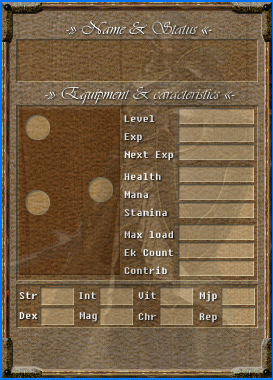 Name & Status
Equipment & caracteristics
Level
Exp
Next Exp
Health
Mana
Stamina
Max load
Ek Count
Contrib
Str Int Vit Mjp
Dex Mag Chr Rep